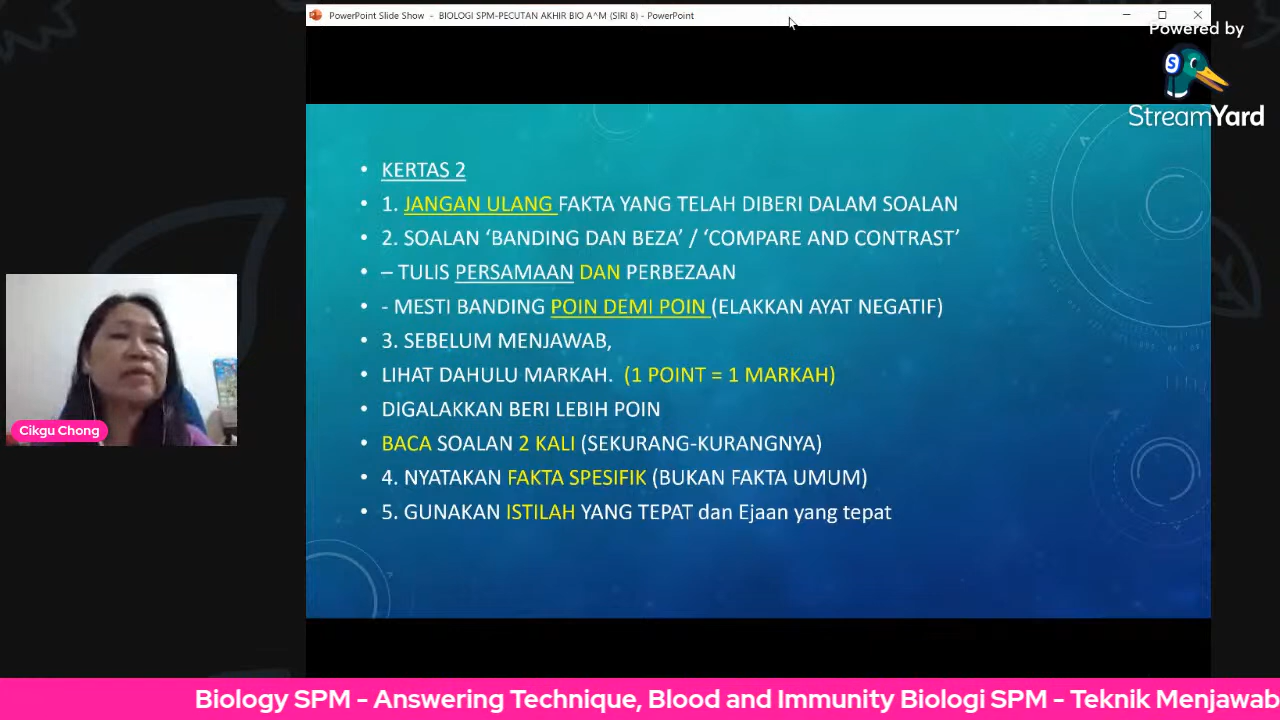 PowerPoint Slide Show - BIOLOGI SPM-PECUTAN AKHIR BIO A^M (SIRI 8) - PowerPoint
Powered by
S
StreamYard
• KERTAS 2
• 1. JANGAN ULANG FAKTA YANG TELAH DIBERI DALAM SOALAN
• 2. SOALAN ‘BANDING DAN BEZA’ / ‘COMPARE AND CONTRAST’
• – TULIS PERSAMAAN DAN PERBEZAAN
• - MESTI BANDING POIN DEMI POIN (ELAKKAN AYAT NEGATIF)
• 3. SEBELUM MENJAWAB,
• LIHAT DAHULU MARKAH. (1 POINT = 1 MARKAH)
• DIGALAKKAN BERI LEBIH POIN
• BACA SOALAN 2 KALI (SEKURANG-KURANGNYA)
• 4. NYATAKAN FAKTA SPESIFIK (BUKAN FAKTA UMUM)
• 5. GUNAKAN ISTILAH YANG TEPAT dan Ejaan yang tepat
Cikgu Chong
Biology SPM - Answering Technique, Blood and Immunity Biologi SPM - Teknik Menjawab